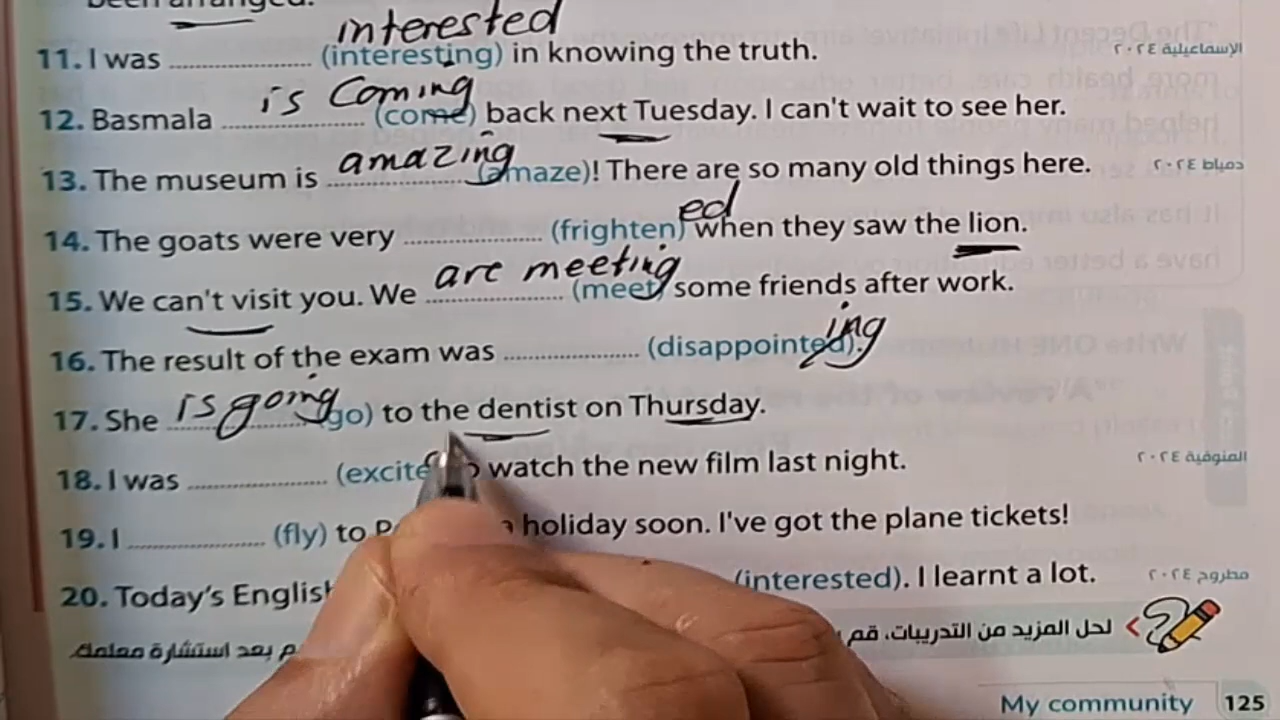 been arranged.
interested
11. I was ............ (interesting) in knowing the truth. الإسماعيلية ٢٠٢٤
is coming
12. Basmala ............ (come) back next Tuesday. I can't wait to see her.
amazing
13. The museum is ............ (amaze)! There are so many old things here. دمياط ٢٠٢٤
ed
14. The goats were very ............ (frighten) when they saw the lion.
are meeting
15. We can't visit you. We ............ (meet) some friends after work.
ing
16. The result of the exam was ............ (disappointed).
is going
17. She ............ (go) to the dentist on Thursday.
18. I was ............ (excite watch the new film last night. المنوفية ٢٠٢٤
19. I ............ (fly) to holiday soon. I've got the plane tickets!
20. Today's English (interested). I learnt a lot. مطروح ٢٠٢٤
لحل المزيد من التدريبات، قم
بعد استشارة معلمك
My community 125